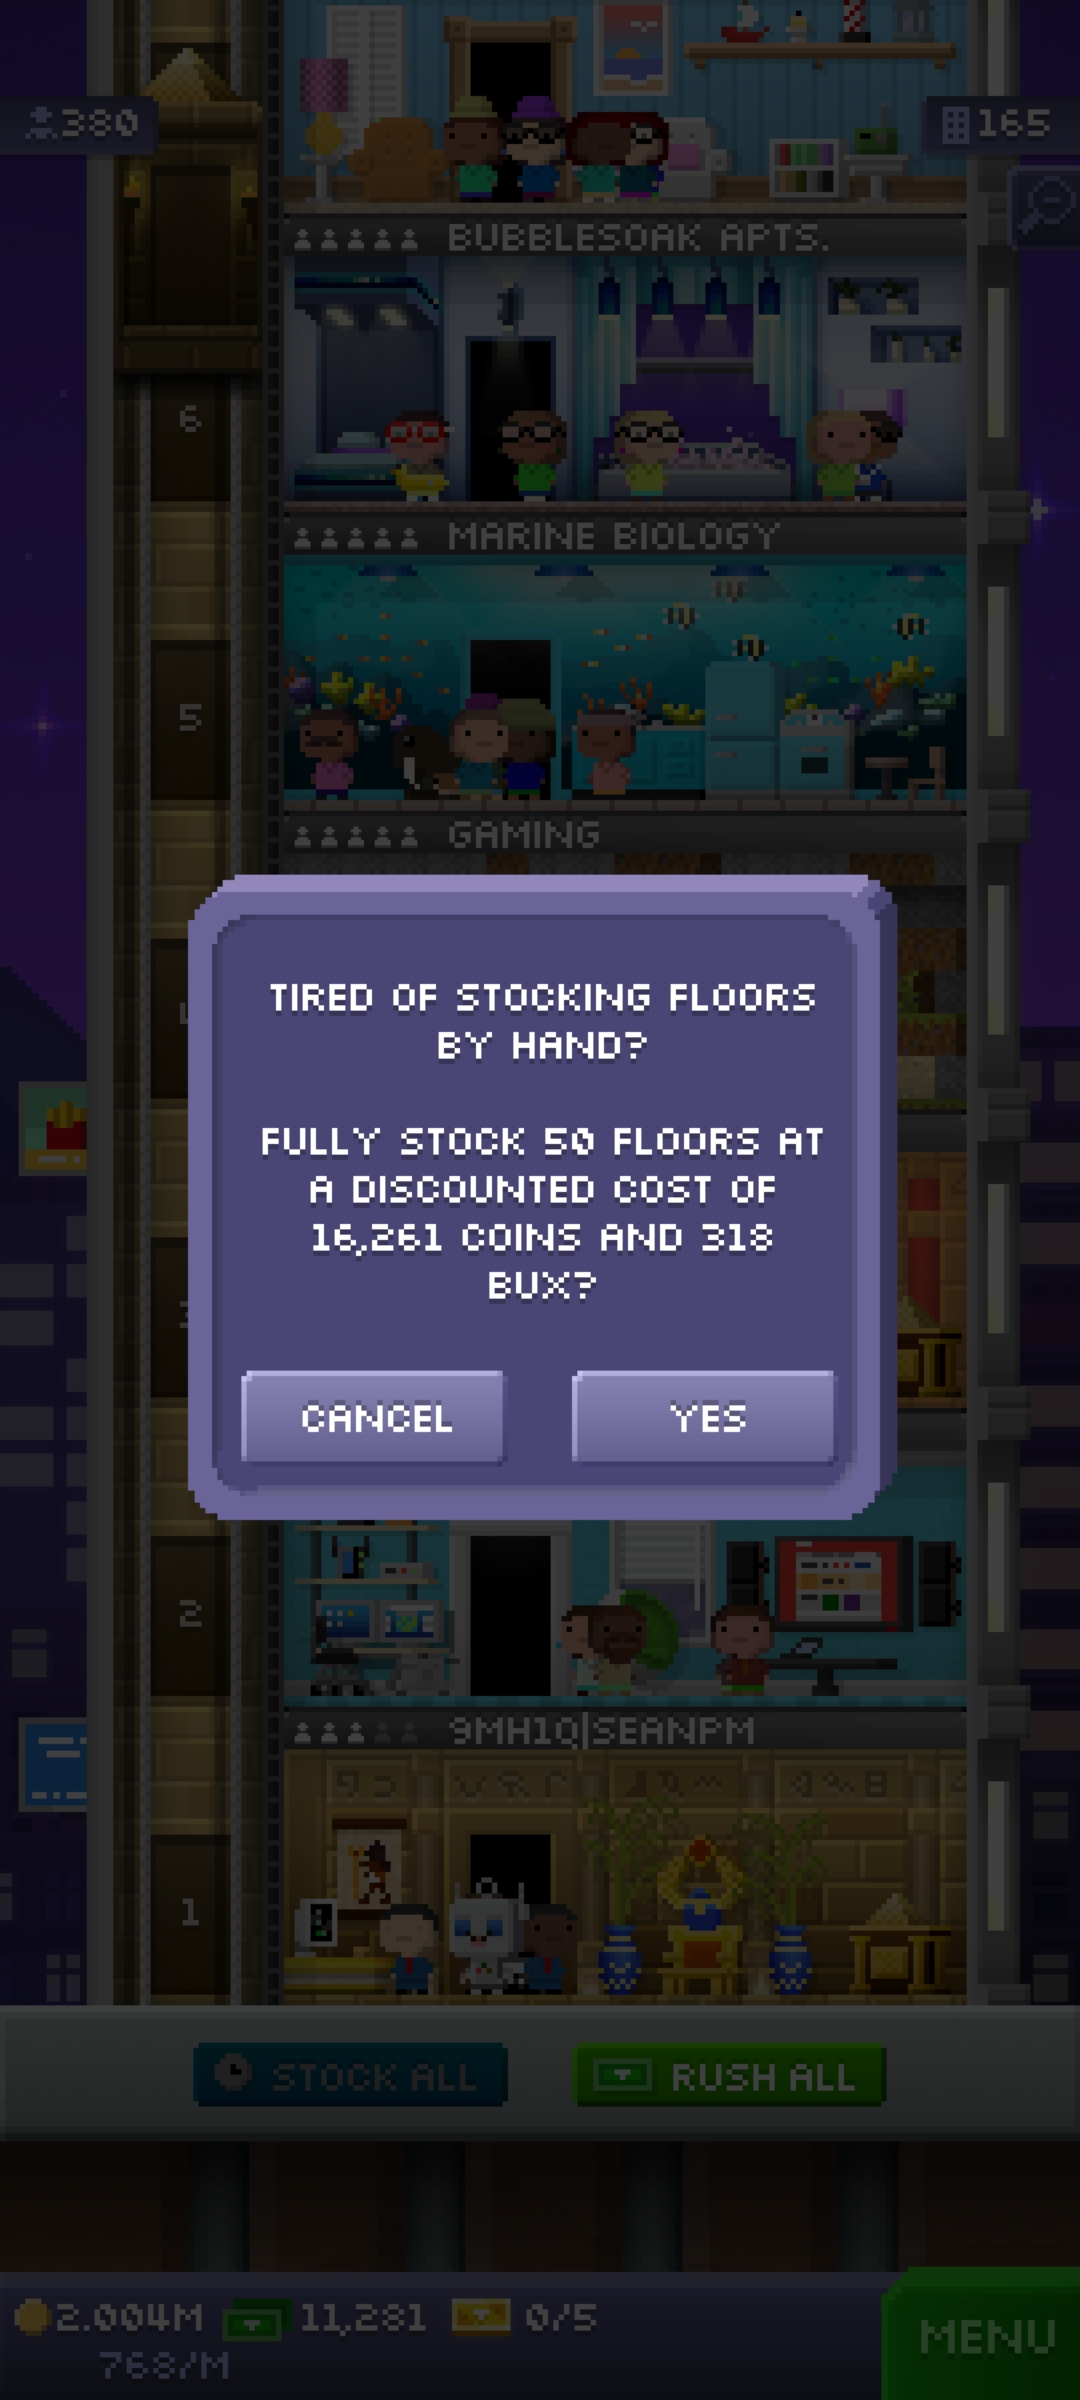 380
165
BUBBLESOAK APTS.
6
MARINE BIOLOGY
5
GAMING
TIRED OF STOCKING FLOORS
BY HAND?
FULLY STOCK 50 FLOORS AT
A DISCOUNTED COST OF
16,261 COINS AND 318
BUX?
CANCEL
YES
2
9MH1Q|SEANPM
1
STOCK ALL
RUSH ALL
2.004M
11,281
0/5
768/M
MENU